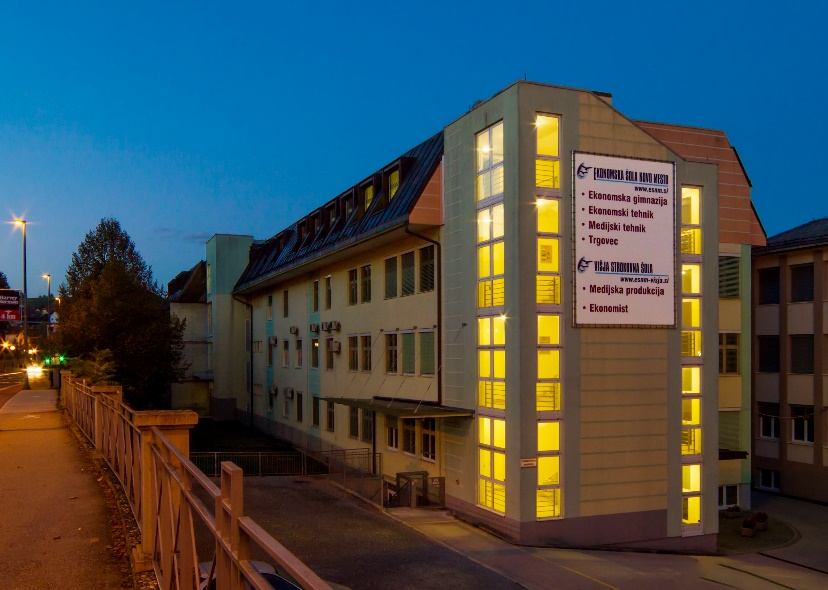 EKONOMSKA ŠOLA NOVO MESTO
www.esnm.si
• Ekonomska gimnazija
• Ekonomski tehnik
• Medijski tehnik
• Trgovec
VIŠJA STROKOVNA ŠOLA
www.esnm-visja.si
• Medijska produkcija
• Ekonomist